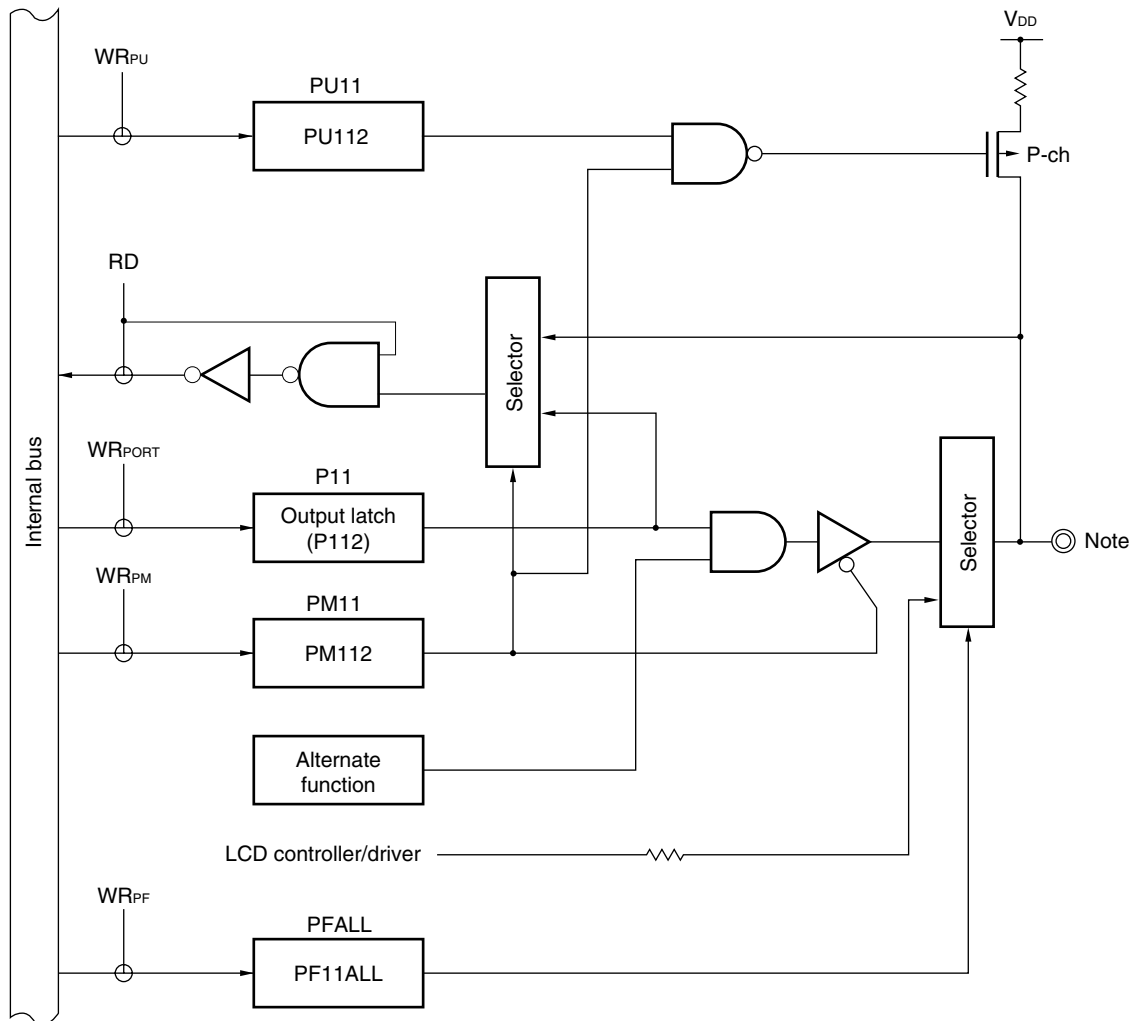 VDD
WRPU
PU11
PU112
P-ch
RD
Selector
Internal bus
WRPORT
P11
Output latch
(P112)
Selector
Note
WRPM
PM11
PM112
Alternate
function
LCD controller/driver
WRPF
PFALL
PF11ALL